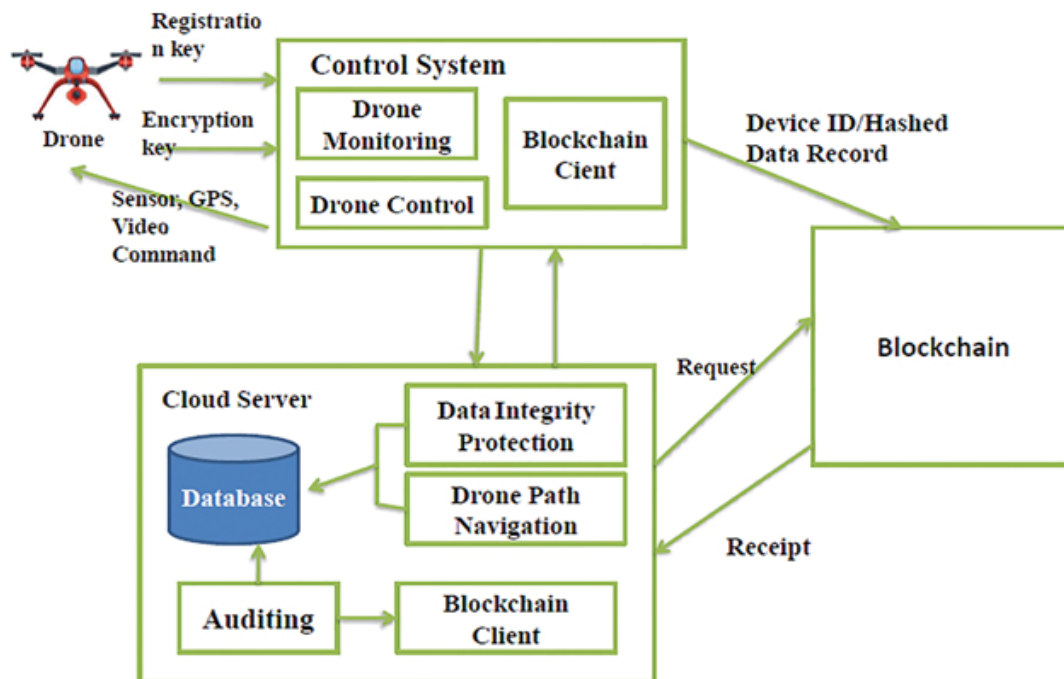 Registratio
n key
Drone
Encryption
key
Sensor, GPS,
Video
Command
Control System
Drone
Monitoring
Drone Control
Blockchain
Cient
Device ID/Hashed
Data Record
Blockchain
Request
Receipt
Cloud Server
Database
Data Integrity
Protection
Drone Path
Navigation
Auditing
Blockchain
Client